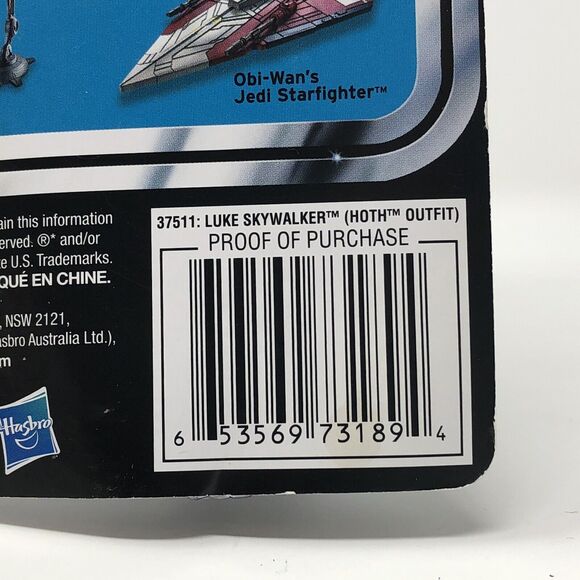 Obi-Wan's
Jedi Starfighter™
ain this information
erved. ®* and/or
te U.S. Trademarks.
QUÉ EN CHINE.
, NSW 2121,
asbro Australia Ltd.),
m
Hasbro
37511: LUKE SKYWALKER™ (HOTH™ OUTFIT)
PROOF OF PURCHASE
6 53569 73189 4